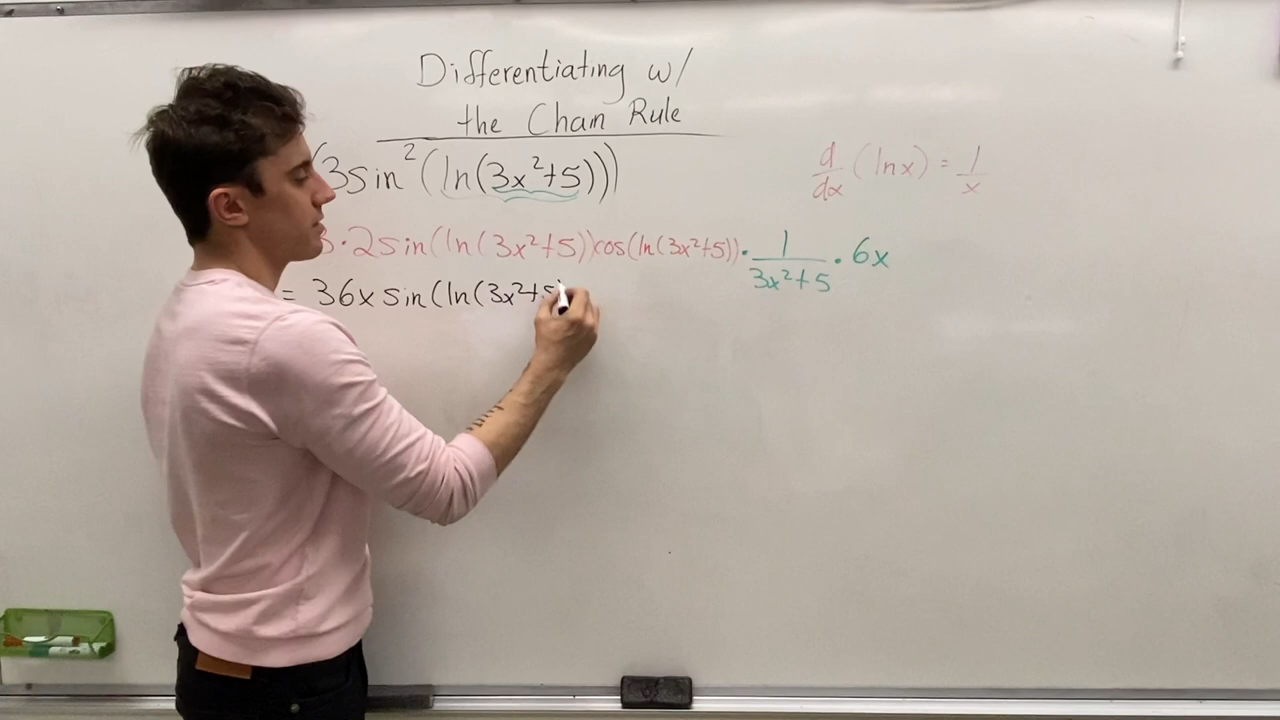 Differentiating w/
the Chain Rule
(3sin²(ln(3x²+5)))
d/dx (lnx) = 1/x
3·2sin(ln(3x²+5))cos(ln(3x²+5))·1/(3x²+5)·6x
= 36x sin(ln(3x²+5)